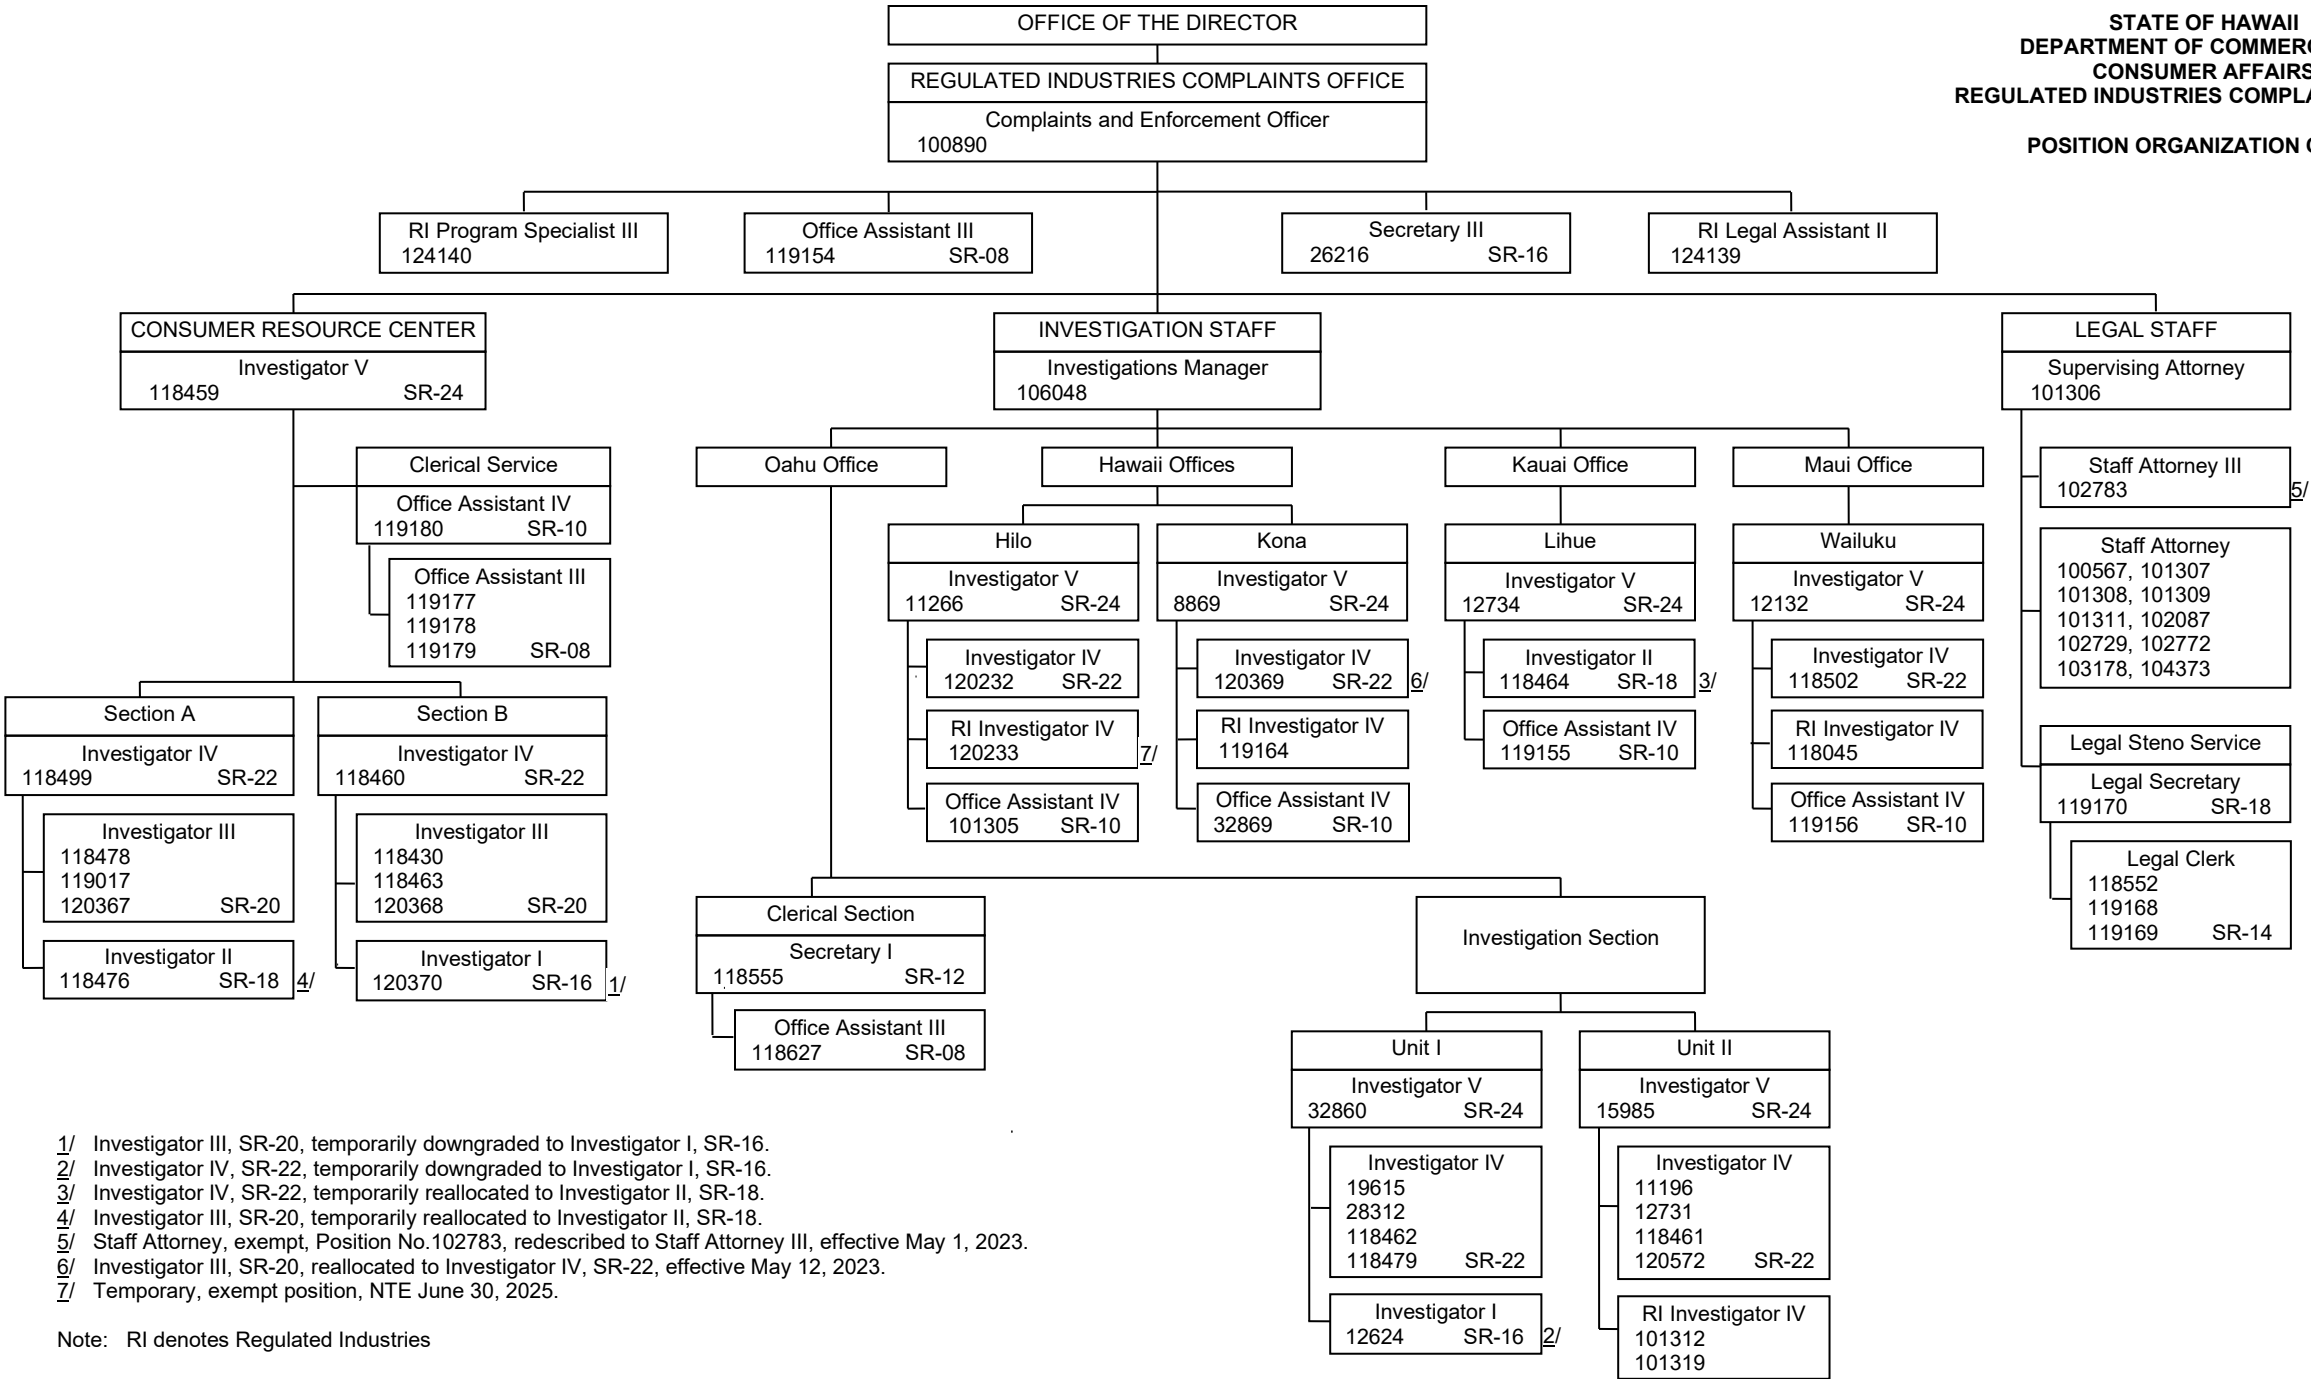 OFFICE OF THE DIRECTOR
REGULATED INDUSTRIES COMPLAINTS OFFICE
Complaints and Enforcement Officer
100890
STATE OF HAWAII
DEPARTMENT OF
CONSUMER AFFAIRS
REGULATED INDUSTRIES
POSITION ORGANIZATION
RI Program Specialist III
124140
Office Assistant III
119154 SR-08
Secretary III
26216 SR-16
RI Legal Assistant II
124139
CONSUMER RESOURCE CENTER
Investigator V
118459 SR-24
Clerical Service
Office Assistant IV
119180 SR-10
Office Assistant III
119177
119178
119179 SR-08
Section A
Investigator IV
118499 SR-22
Investigator III
118478
119017
120367 SR-20
Investigator II
118476 SR-18 4/
Section B
Investigator IV
118460 SR-22
Investigator III
118430
118463
120368 SR-20
Investigator I
120370 SR-16 1/
INVESTIGATION STAFF
Investigations Manager
106048
Oahu Office
Hawaii Offices
Kauai Office
Maui Office
Hilo
Investigator V
11266 SR-24
Investigator IV
120232 SR-22
RI Investigator IV
120233 7/
Office Assistant IV
101305 SR-10
Kona
Investigator V
8869 SR-24
Investigator IV
120369 SR-22 6/
RI Investigator IV
119164
Office Assistant IV
32869 SR-10
Lihue
Investigator V
12734 SR-24
Investigator II
118464 SR-18 3/
Office Assistant IV
119155 SR-10
Wailuku
Investigator V
12132 SR-24
Investigator IV
118502 SR-22
RI Investigator IV
118045
Office Assistant IV
119156 SR-10
Clerical Section
Secretary I
118555 SR-12
Office Assistant III
118627 SR-08
Investigation Section
Unit I
Investigator V
32860 SR-24
Investigator IV
19615
28312
118462
118479 SR-22
Investigator I
12624 SR-16 2/
Unit II
Investigator V
15985 SR-24
Investigator IV
11196
12731
118461
120572 SR-22
RI Investigator IV
101312
101319
LEGAL STAFF
Supervising Attorney
101306
Staff Attorney III
102783 5/
Staff Attorney
100567, 101307
101308, 101309
101311, 102087
102729, 102772
103178, 104373
Legal Steno Service
Legal Secretary
119170 SR-18
Legal Clerk
118552
119168
119169 SR-14
1/ Investigator III, SR-20, temporarily downgraded to Investigator I, SR-16.
2/ Investigator IV, SR-22, temporarily downgraded to Investigator I, SR-16.
3/ Investigator IV, SR-22, temporarily reallocated to Investigator II, SR-18.
4/ Investigator III, SR-20, temporarily reallocated to Investigator II, SR-18.
5/ Staff Attorney, exempt, Position No.102783, redescribed to Staff Attorney III, effective May 1, 2023.
6/ Investigator III, SR-20, reallocated to Investigator IV, SR-22, effective May 12, 2023.
7/ Temporary, exempt position, NTE June 30, 2025.
Note: RI denotes Regulated Industries